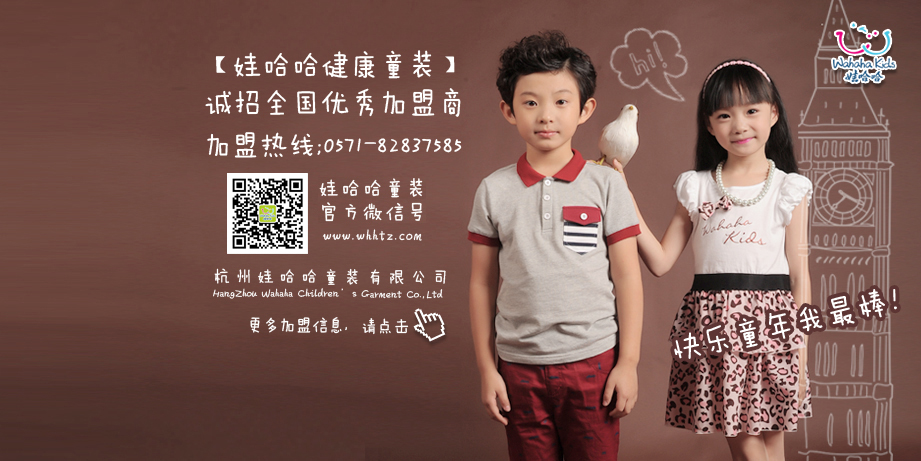 【娃哈哈健康童装】
诚招全国优秀加盟商
加盟热线:0571-82837585
娃哈哈童装
官方微信号
www.whhtz.com
杭州娃哈哈童装有限公司
HangZhou Wahaha Children's Garment Co.,Ltd
更多加盟信息，请点击
hi!
Wahaha Kids
娃哈哈
Wahaha
Kids
快乐童年我最棒!